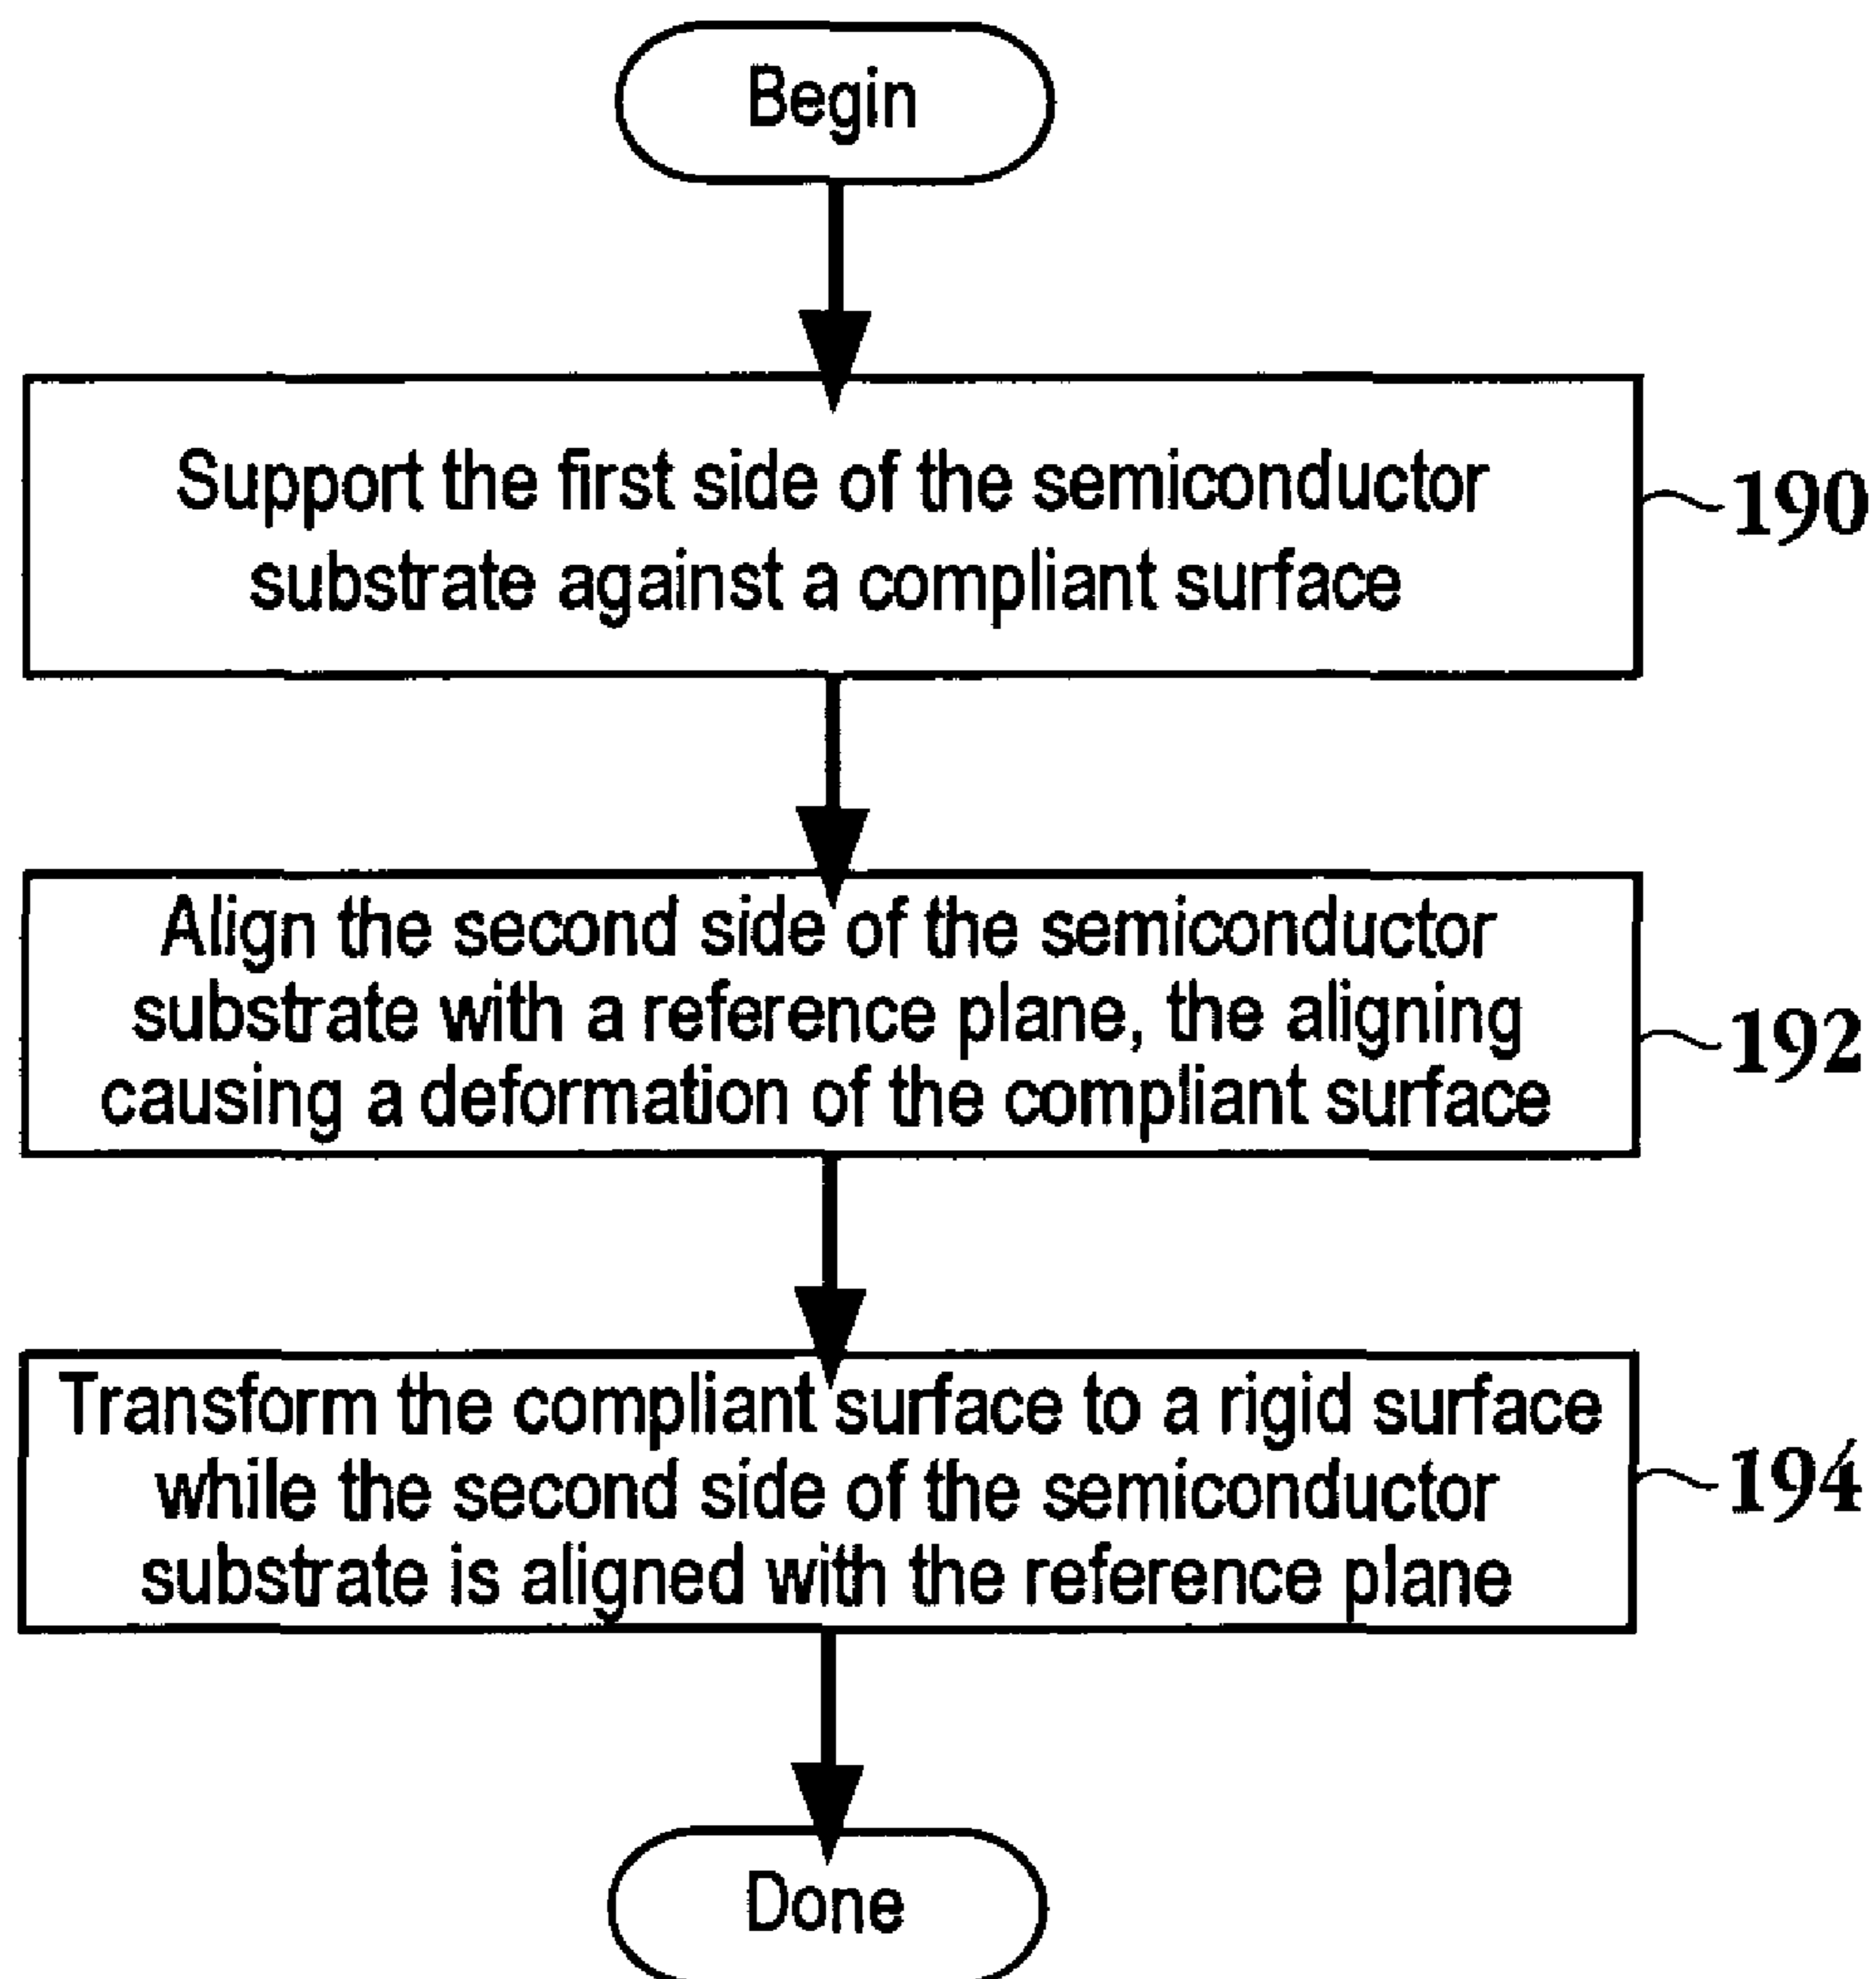 Begin
Support the first side of the semiconductor
substrate against a compliant surface
190
Align the second side of the semiconductor
substrate with a reference plane, the aligning
causing a deformation of the compliant surface
192
Transform the compliant surface to a rigid surface
while the second side of the semiconductor
substrate is aligned with the reference plane
194
Done